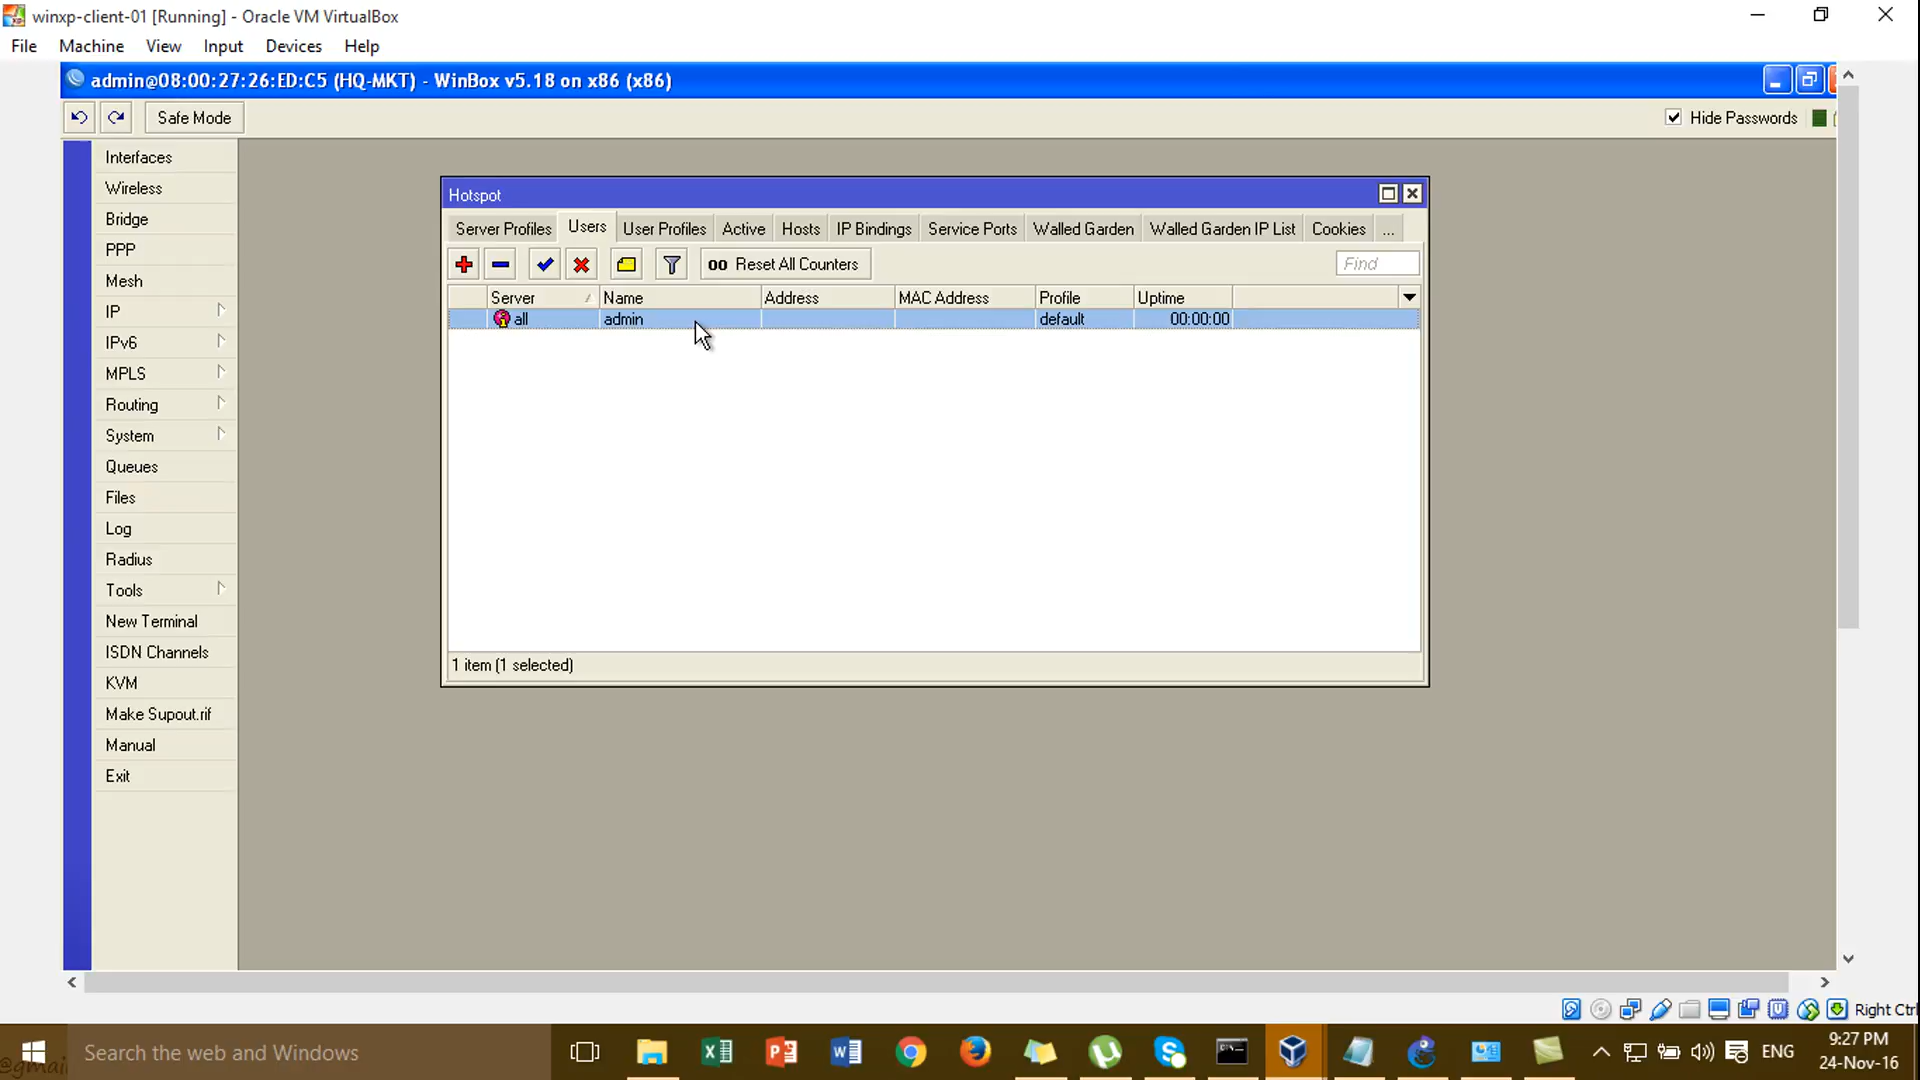 winxp-client-01 [Running] - Oracle VM VirtualBox
File Machine View Input Devices Help
admin@08:00:27:26:ED:C5 (HQ-MKT) - WinBox v5.18 on x86 (x86)
Safe Mode
Hide Passwords
Interfaces
Wireless
Bridge
PPP
Mesh
IP
IPv6
MPLS
Routing
System
Queues
Files
Log
Radius
Tools
New Terminal
ISDN Channels
KVM
Make Supout.rif
Manual
Exit
Hotspot
Server Profiles Users User Profiles Active Hosts IP Bindings Service Ports Walled Garden Walled Garden IP List Cookies ...
00 Reset All Counters
Find
Server Name Address MAC Address Profile Uptime
all admin default 00:00:00
1 item (1 selected)
Right Ctrl
Search the web and Windows
ENG
9:27 PM
24-Nov-16